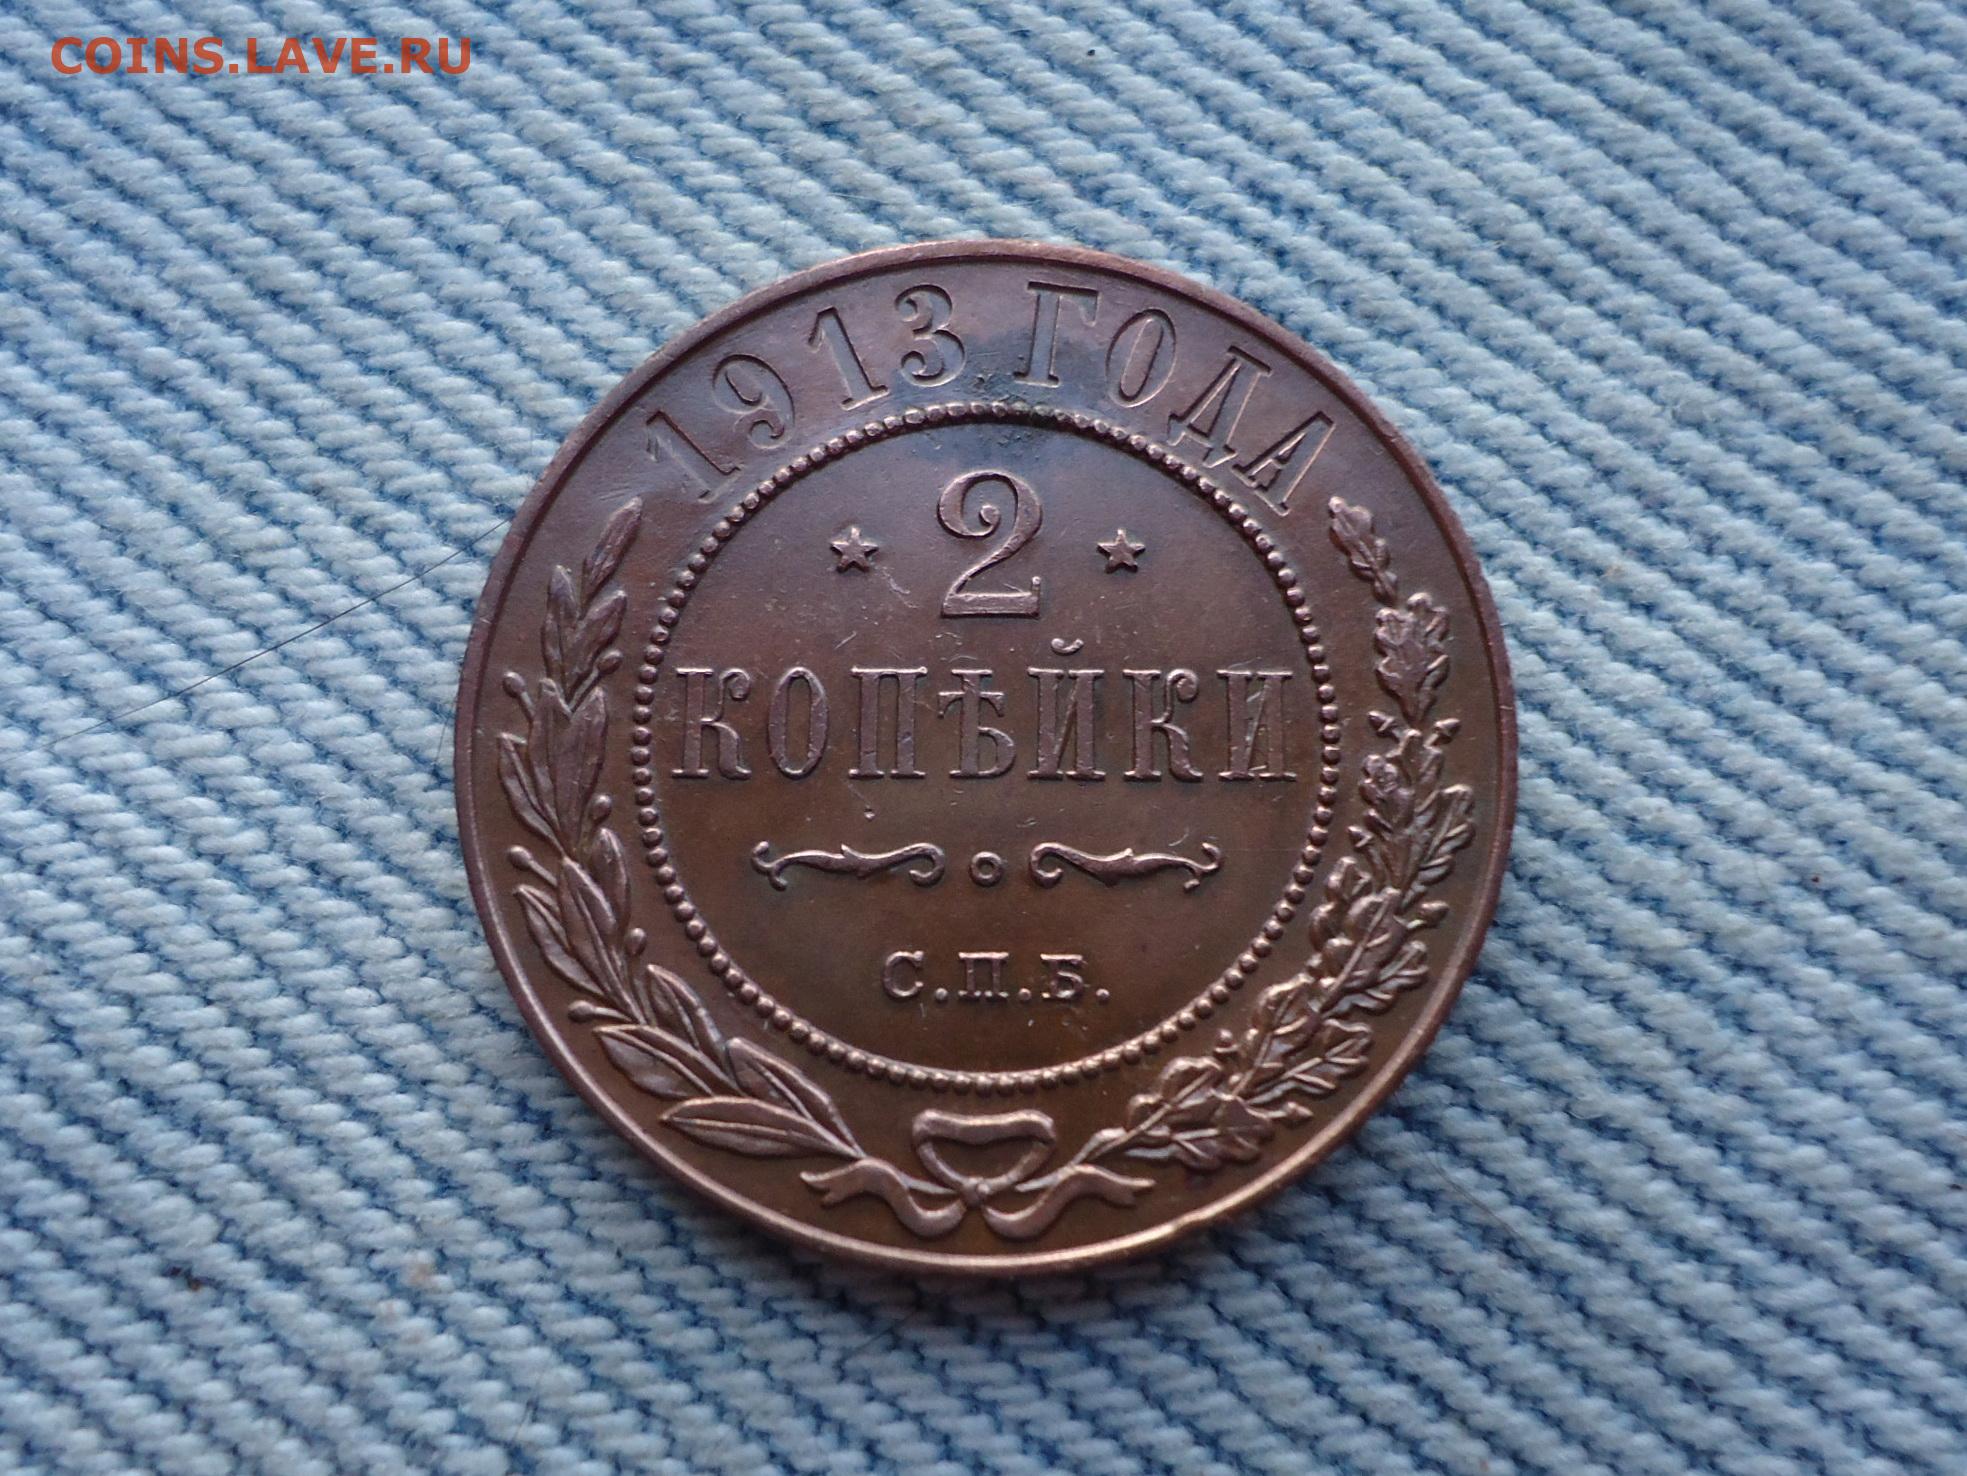 COINS.LAVE.RU
1913 ГОДА
2
КОПѢЙКИ
С.П.Б.